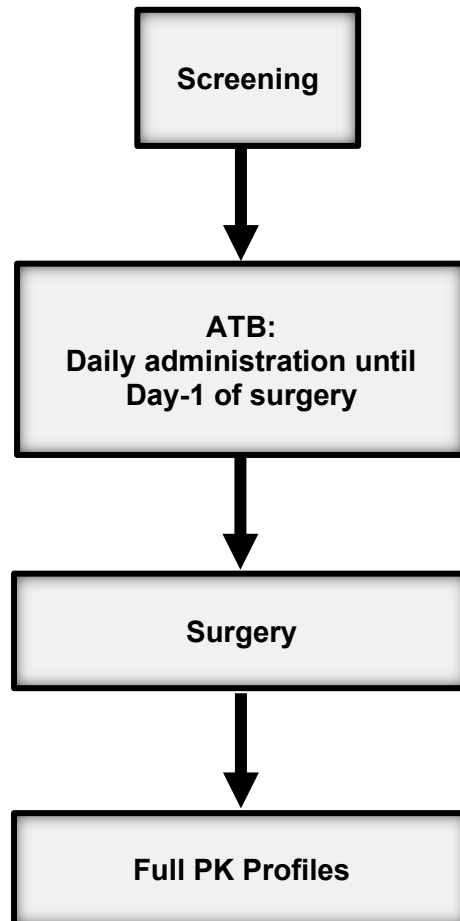 Screening
ATB:
Daily administration until
Day-1 of surgery
Surgery
Full PK Profiles